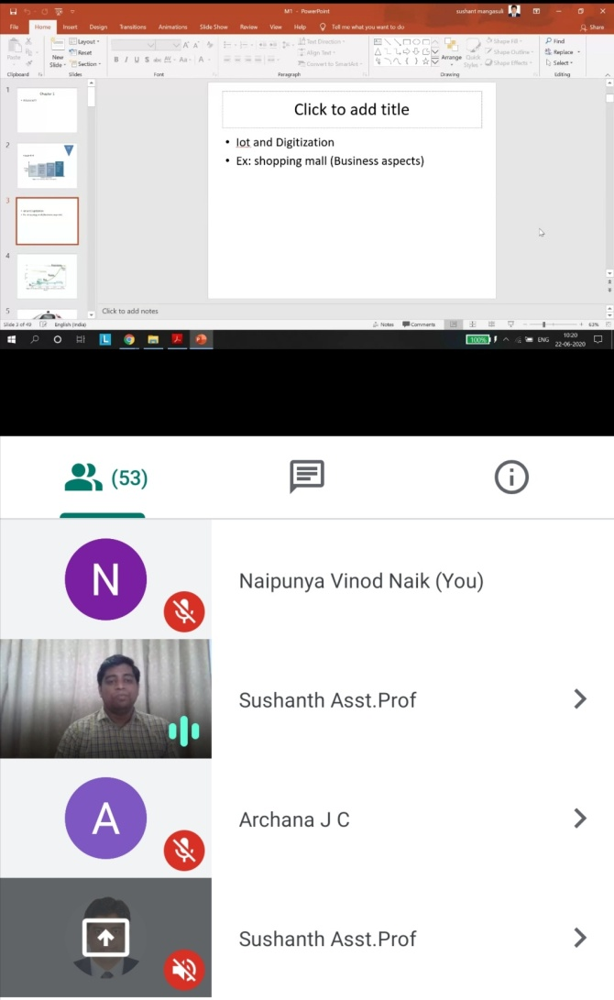 M1 - PowerPoint
sushant mangasuli
File Home Insert Design Transitions Animations Slide Show Review View Help Tell me what you want to do Share
Paste
New
Slide
Layout
Reset
Section
B I U S abc AV Aa A
Text Direction
Align Text
Convert to SmartArt
Arrange
Quick
Styles
Shape Fill
Shape Outline
Shape Effects
Find
Replace
Select
Clipboard Slides Font Paragraph Drawing Editing
1
Chapter 1
2
3
4
5
Click to add title
• Iot and Digitization
• Ex: shopping mall (Business aspects)
Click to add notes
Slide 3 of 49 English (India) Notes Comments 63%
L
100% ENG 10:20
22-06-2020
(53)
N
Naipunya Vinod Naik (You)
Sushanth Asst.Prof
A
Archana J C
Sushanth Asst.Prof